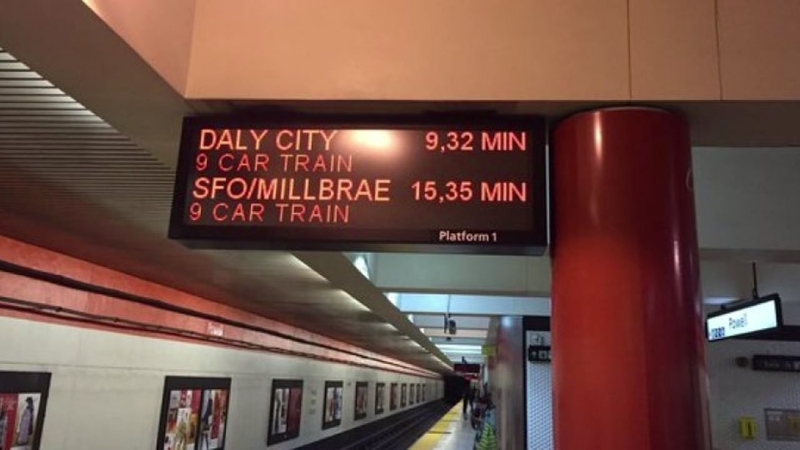 DALY CITY 9,32 MIN
9 CAR TRAIN
SFO/MILLBRAE 15,35 MIN
9 CAR TRAIN
Platform 1
Powell